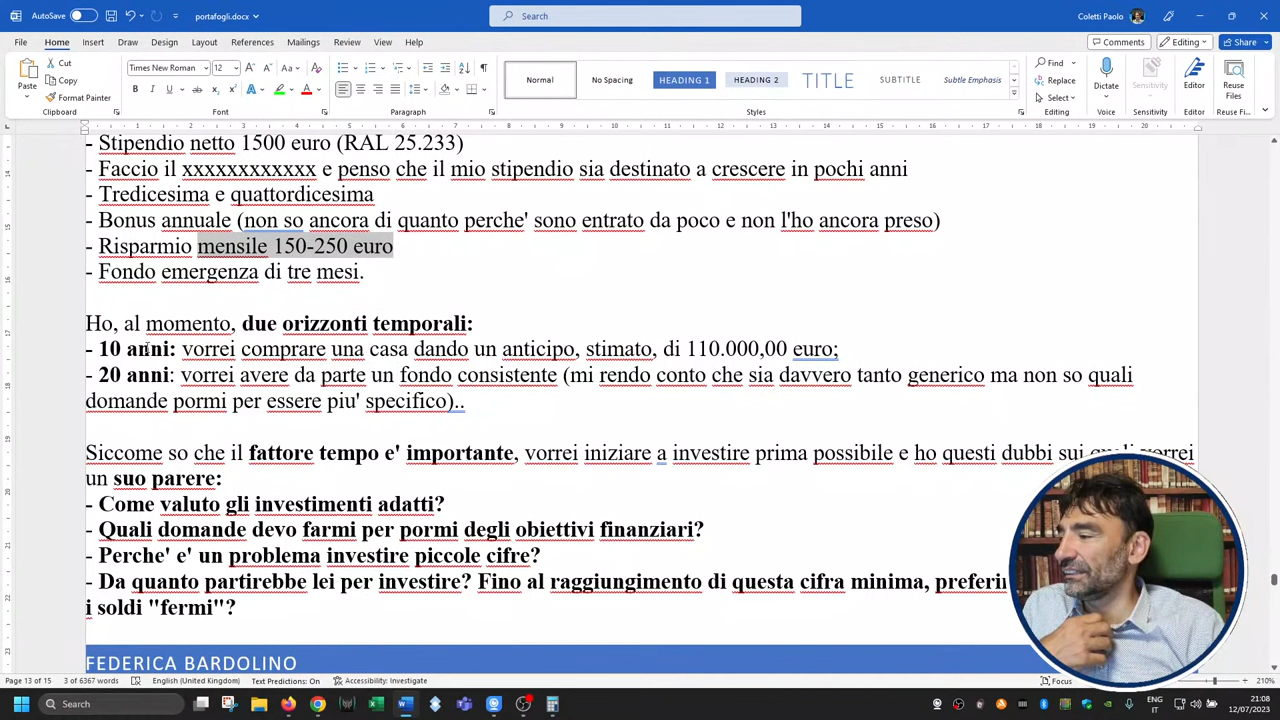 AutoSave
portafogli.docx
Search
Coletti Paolo
File Home Insert Draw Design Layout References Mailings Review View Help
Comments Editing Share
Paste
Cut
Copy
Format Painter
Clipboard
Times New Roman 12
Font
Paragraph
Normal
No Spacing
HEADING 1
HEADING 2
TITLE
SUBTITLE
Subtle Emphasis
Styles
Find
Replace
Select
Editing
Dictate
Voice
Sensitivity
Sensitivity
Editor
Editor
Reuse Files
Reuse Fi...
- Stipendio netto 1500 euro (RAL 25.233)
- Faccio il xxxxxxxxxxxx e penso che il mio stipendio sia destinato a crescere in pochi anni
- Tredicesima e quattordicesima
- Bonus annuale (non so ancora di quanto perche' sono entrato da poco e non l'ho ancora preso)
- Risparmio mensile 150-250 euro
- Fondo emergenza di tre mesi.
Ho, al momento, due orizzonti temporali:
- 10 anni: vorrei comprare una casa dando un anticipo, stimato, di 110.000,00 euro;
- 20 anni: vorrei avere da parte un fondo consistente (mi rendo conto che sia davvero tanto generico ma non so quali
domande pormi per essere piu' specifico)..
Siccome so che il fattore tempo e' importante, vorrei iniziare a investire prima possibile e ho questi dubbi sui quali vorrei
un suo parere:
- Come valuto gli investimenti adatti?
- Quali domande devo farmi per pormi degli obiettivi finanziari?
- Perche' e' un problema investire piccole cifre?
- Da quanto partirebbe lei per investire? Fino al raggiungimento di questa cifra minima,
i soldi "fermi"?
FEDERICA BARDOLINO
Page 13 of 15 3 of 6367 words English (United Kingdom) Text Predictions: On Accessibility: Investigate Focus 210%
Search
ENG
IT
21:08
12/07/2023